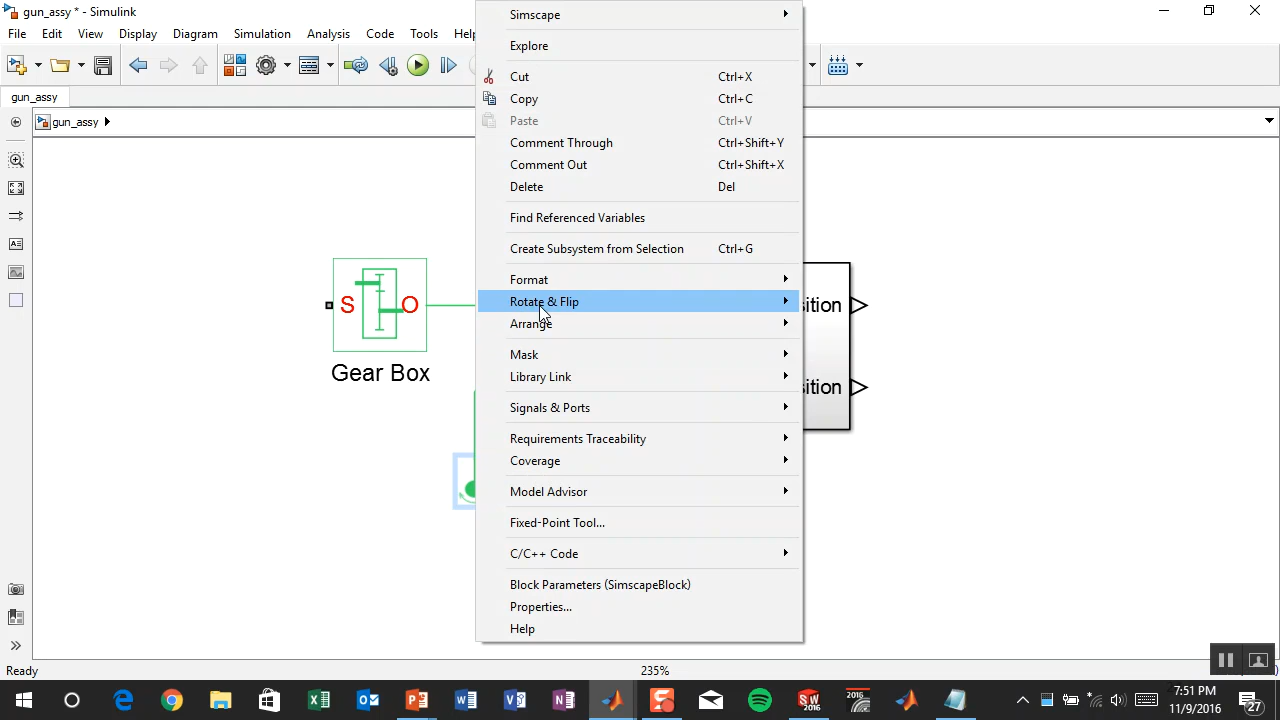 gun_assy * - Simulink
File Edit View Display Diagram Simulation Analysis Code Tools Help
gun_assy
gun_assy
Simscape
Explore
Cut Ctrl+X
Copy Ctrl+C
Paste Ctrl+V
Comment Through Ctrl+Shift+Y
Comment Out Ctrl+Shift+X
Delete Del
Find Referenced Variables
Create Subsystem from Selection Ctrl+G
Format
Rotate & Flip
Arrange
Mask
Library Link
Signals & Ports
Requirements Traceability
Coverage
Model Advisor
Fixed-Point Tool...
C/C++ Code
Block Parameters (SimscapeBlock)
Properties...
Help
S O
Gear Box
sition
sition
Ready 235%
7:51 PM
11/9/2016
27
2016
2016